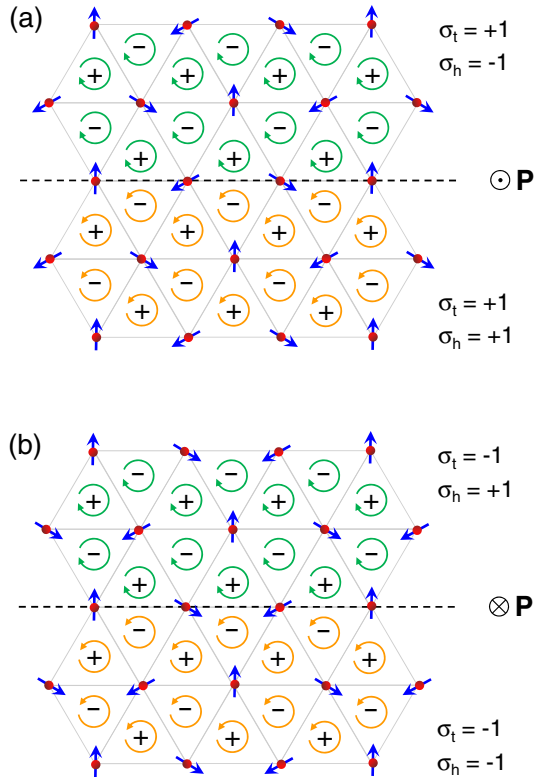 (a)
σt = +1
σh = -1
− − −
+ + + +
− − − −
+ + +
⊙ P
− − −
+ + + +
− − − −
+ + +
σt = +1
σh = +1
(b)
σt = -1
σh = +1
− − −
+ + + +
− − − −
+ + +
⊗ P
− − −
+ + + +
− − − −
+ + +
σt = -1
σh = -1